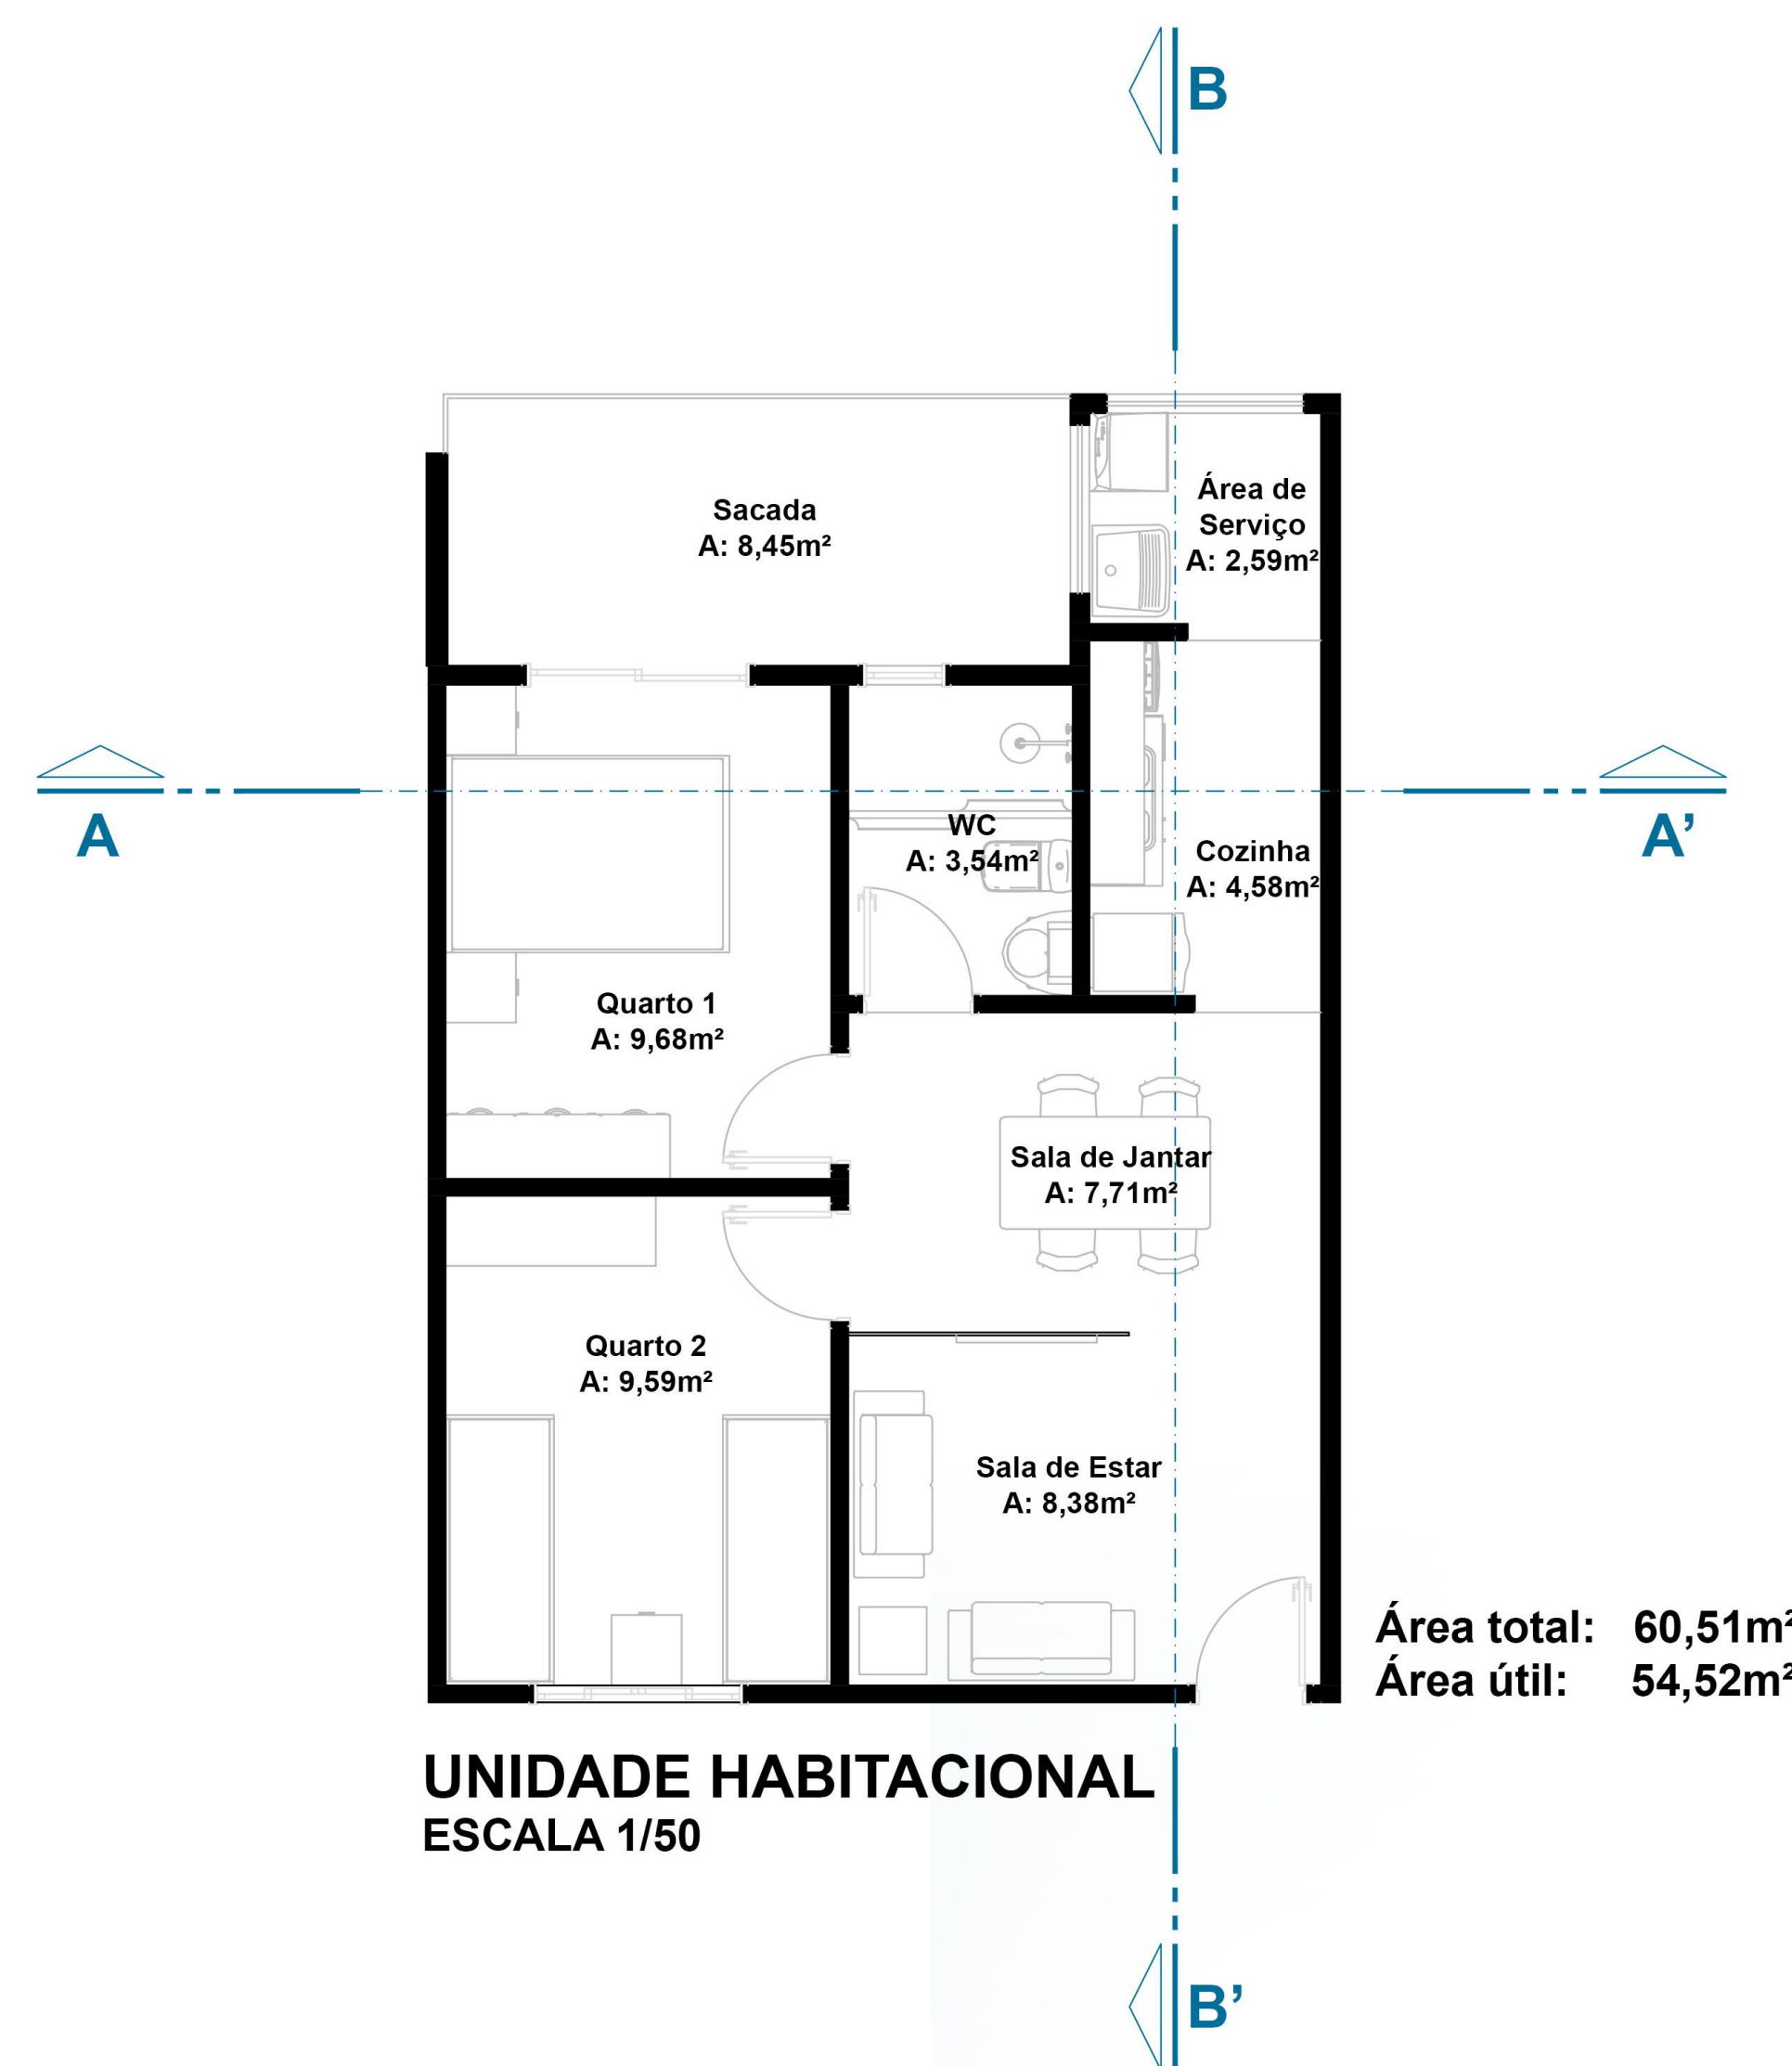 B
Sacada
A: 8,45m²
Área de
Serviço
A: 2,59m²
A
A’
WC
A: 3,54m²
Cozinha
A: 4,58m²
Quarto 1
A: 9,68m²
Sala de Jantar
A: 7,71m²
Quarto 2
A: 9,59m²
Sala de Estar
A: 8,38m²
Área total: 60,51m²
Área útil: 54,52m²
UNIDADE HABITACIONAL
ESCALA 1/50
B’